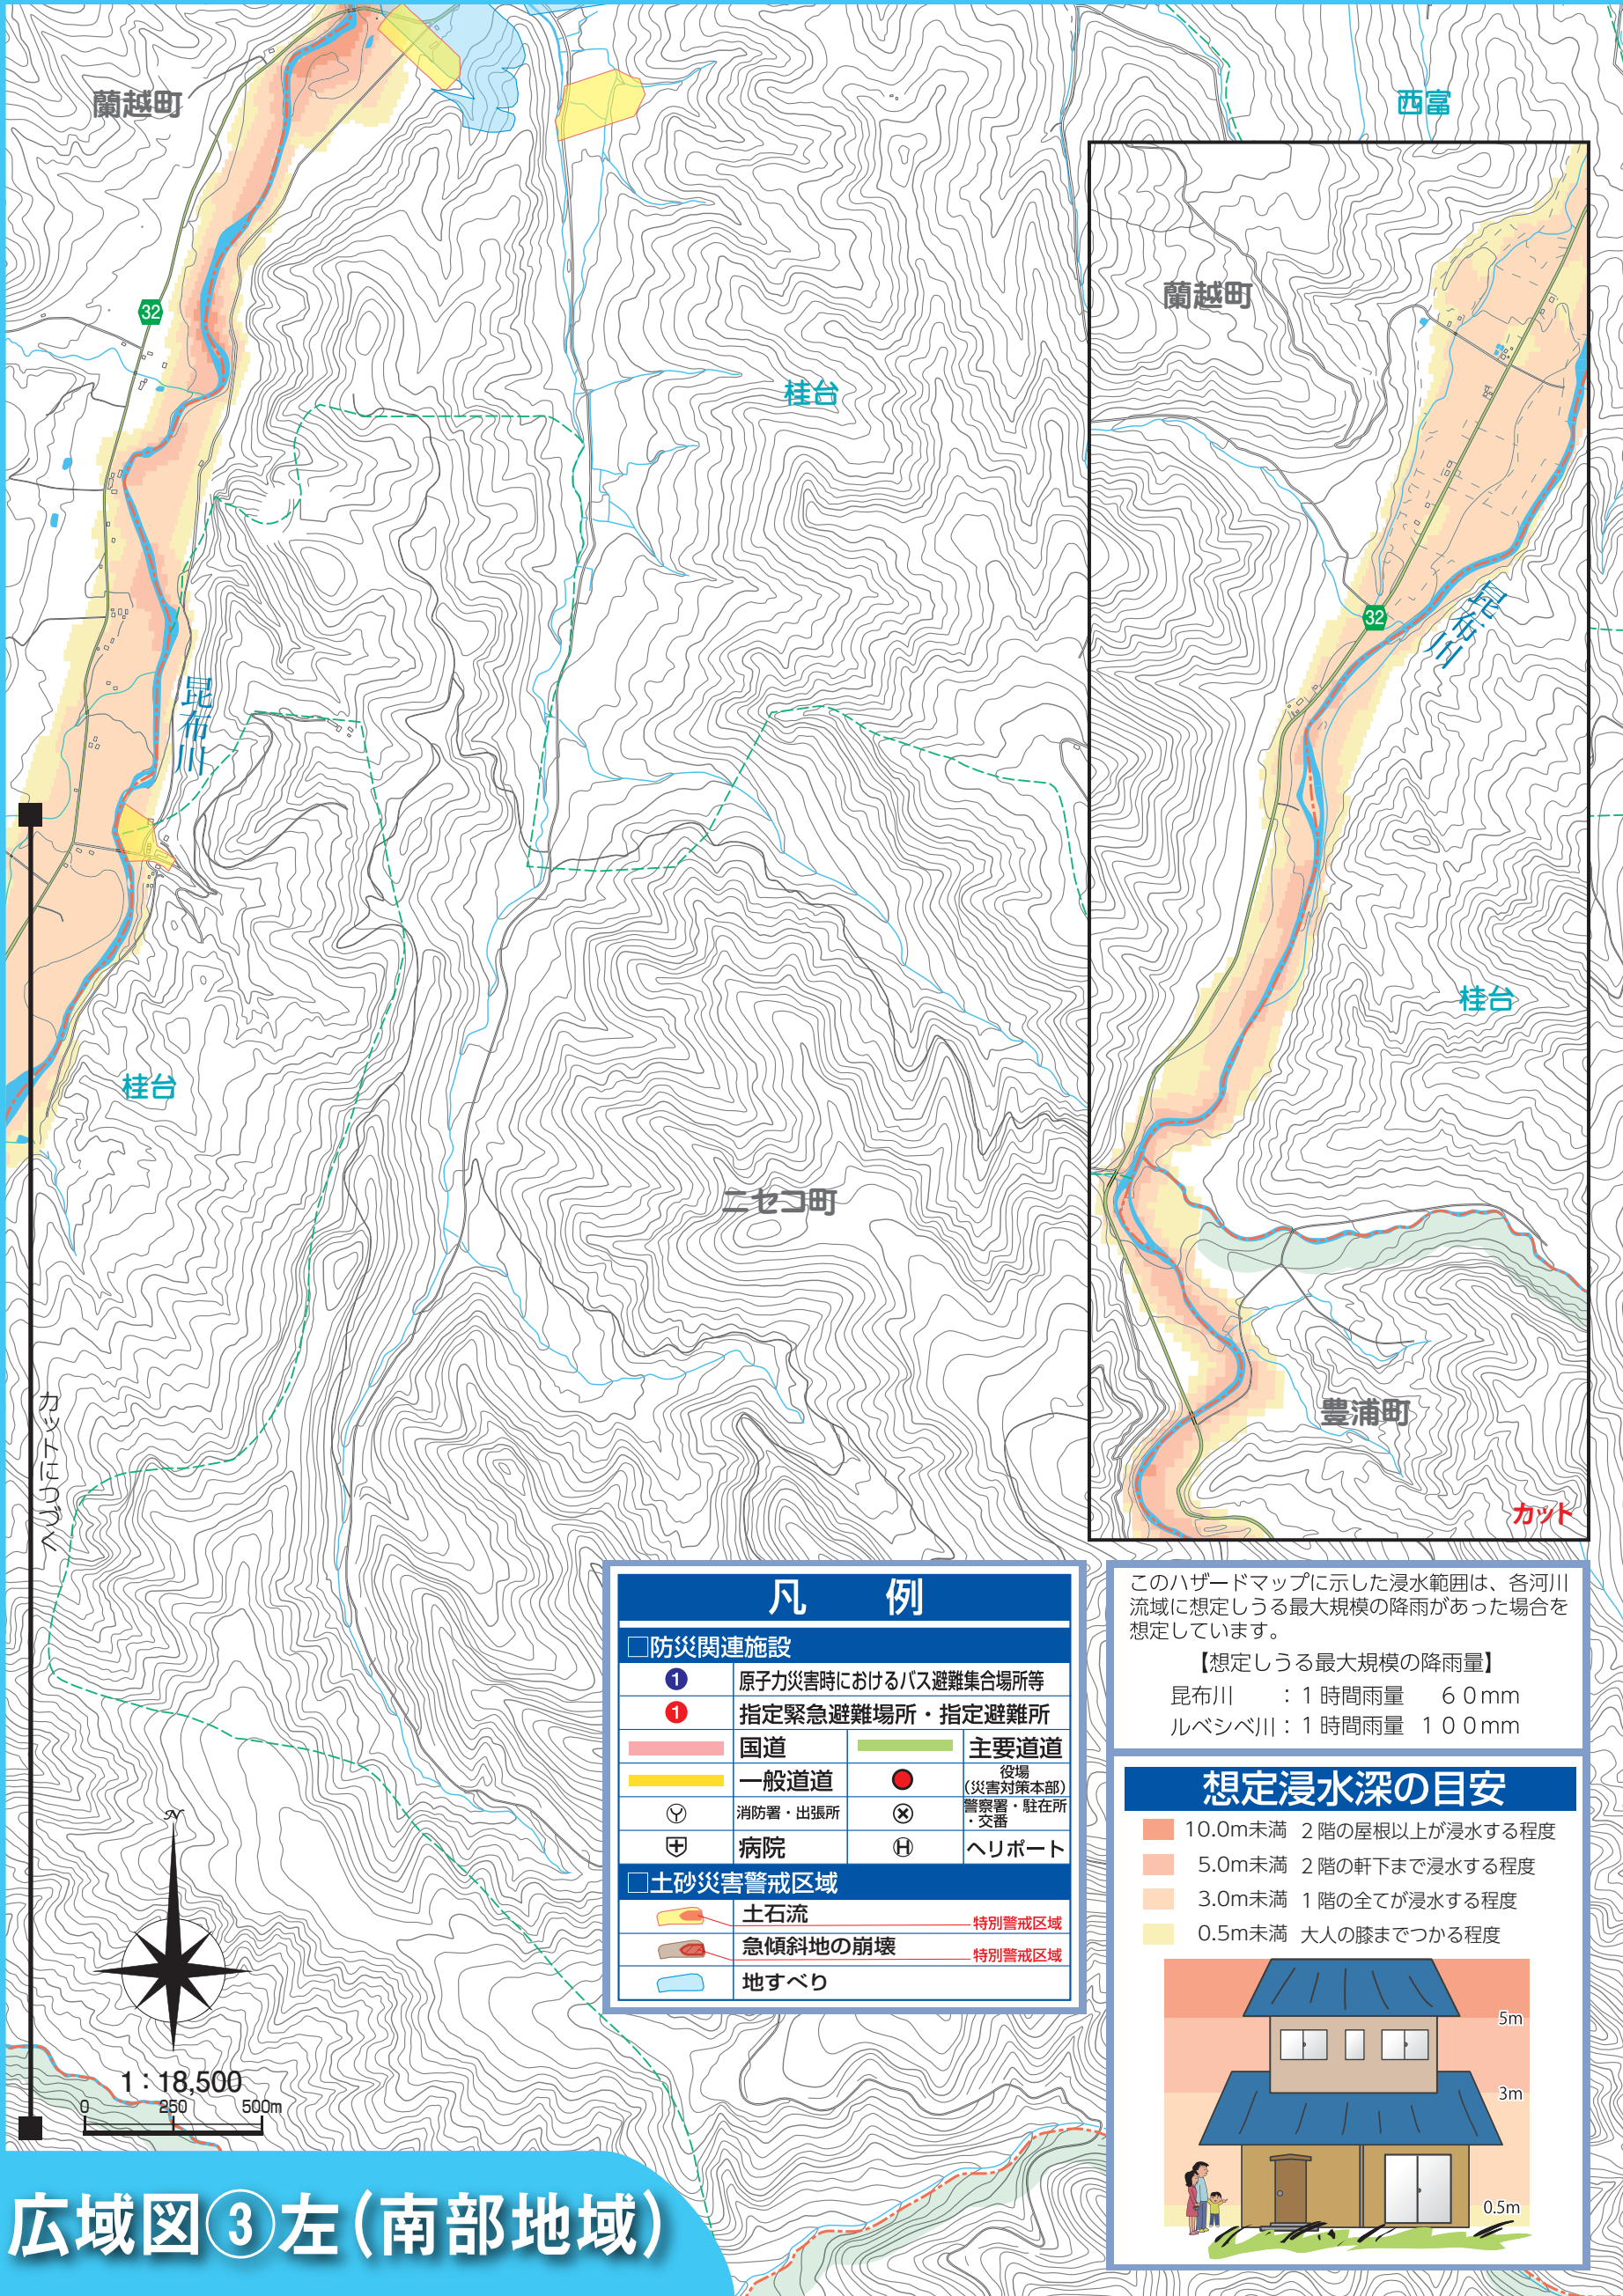 蘭越町
西富
蘭越町
32
桂台
昆布川
32
昆布川
桂台
桂台
ニセコ町
豊浦町
カット
カットにつづく
凡 例
□防災関連施設
1 原子力災害時におけるバス避難集合場所等
1 指定緊急避難場所・指定避難所
国道 主要道道
一般道道 役場(災害対策本部)
消防署・出張所 警察署・駐在所・交番
病院 H ヘリポート
□土砂災害警戒区域
土石流 特別警戒区域
急傾斜地の崩壊 特別警戒区域
地すべり
このハザードマップに示した浸水範囲は、各河川
流域に想定しうる最大規模の降雨があった場合を
想定しています。
【想定しうる最大規模の降雨量】
昆布川 :1時間雨量 60mm
ルベシベ川:1時間雨量 100mm
想定浸水深の目安
10.0m未満 2階の屋根以上が浸水する程度
5.0m未満 2階の軒下まで浸水する程度
3.0m未満 1階の全てが浸水する程度
0.5m未満 大人の膝までつかる程度
5m
3m
0.5m
N
1:18,500
0 250 500m
広域図③左(南部地域)